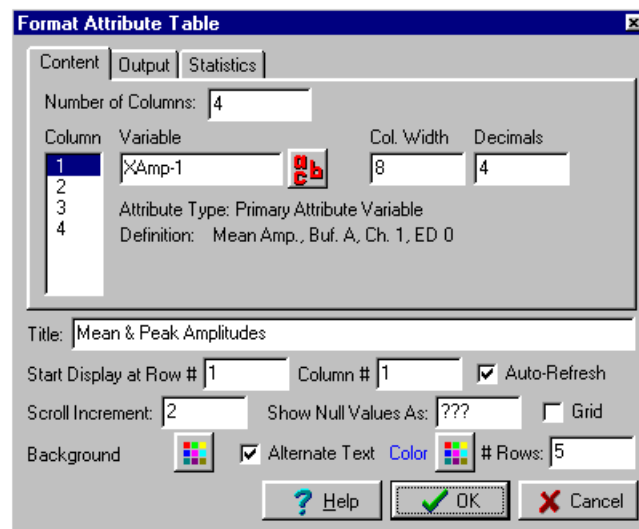 Format Attribute Table
Content Output Statistics
Number of Columns: 4
Column Variable Col. Width Decimals
1 XAmp-1 a c b 8 4
2
3 Attribute Type: Primary Attribute Variable
4 Definition: Mean Amp., Buf. A, Ch. 1, ED 0
Title: Mean & Peak Amplitudes
Start Display at Row # 1 Column # 1 Auto-Refresh
Scroll Increment: 2 Show Null Values As: ??? Grid
Background Alternate Text Color # Rows: 5
? Help OK Cancel